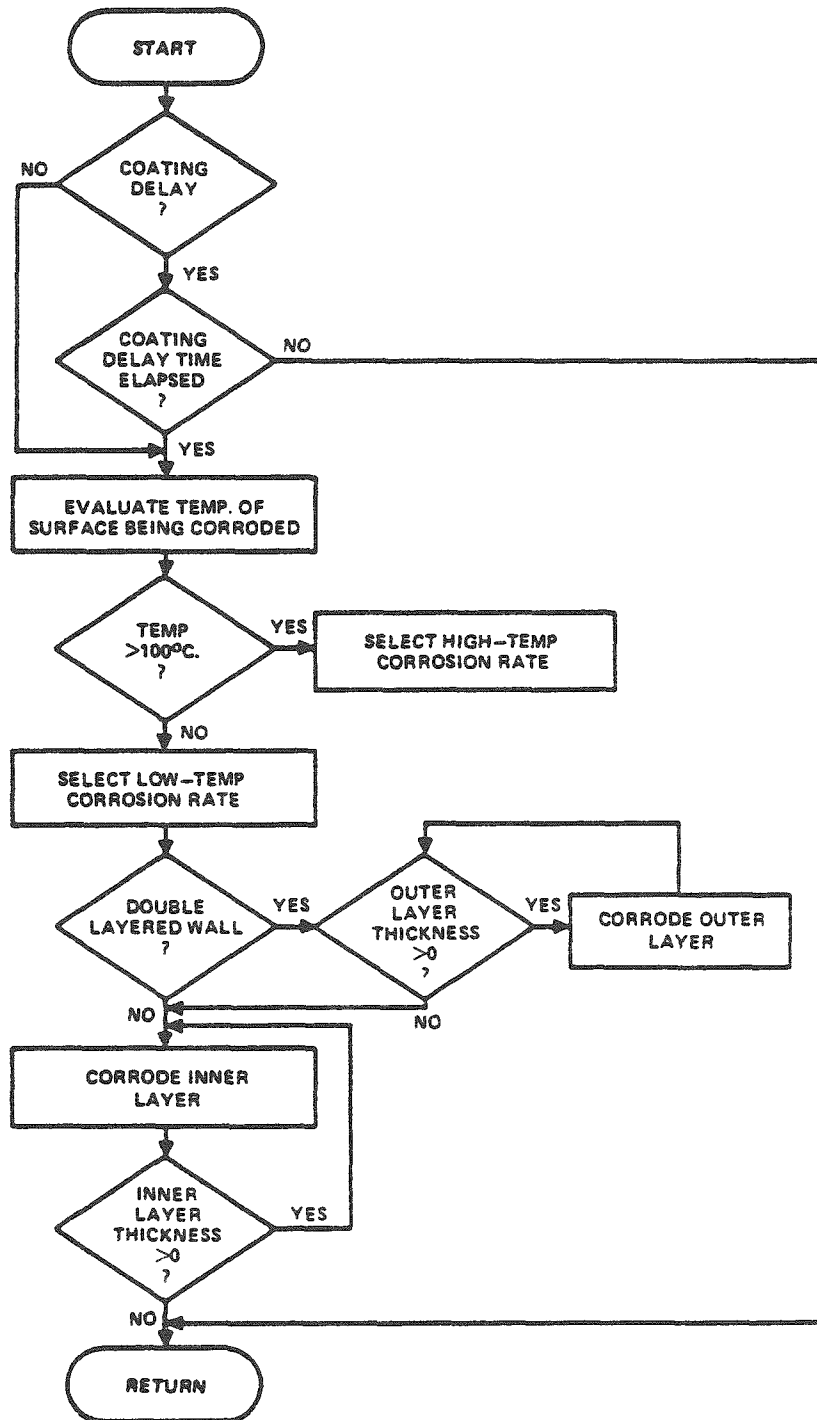 START
COATING
DELAY
?
NO
YES
COATING
DELAY TIME
ELAPSED
?
NO
YES
EVALUATE TEMP. OF
SURFACE BEING CORRODED
TEMP
>100°C.
?
YES
SELECT HIGH-TEMP
CORROSION RATE
NO
SELECT LOW-TEMP
CORROSION RATE
DOUBLE
LAYERED WALL
?
YES
OUTER
LAYER
THICKNESS
>0
?
YES
CORRODE OUTER
LAYER
NO
NO
CORRODE INNER
LAYER
INNER
LAYER
THICKNESS
>0
?
YES
NO
RETURN